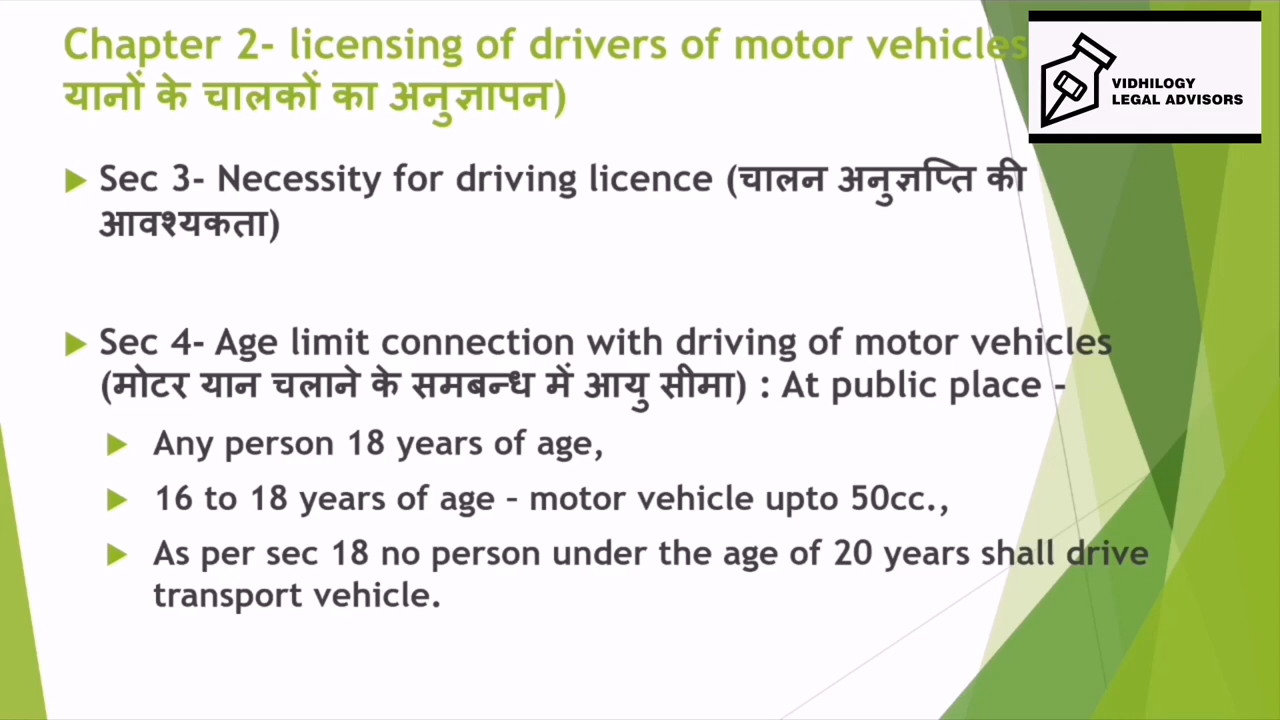 Chapter 2- licensing of drivers of motor vehicles
यानों के चालकों का अनुज्ञापन)
VIDHILOGY
LEGAL ADVISORS
Sec 3- Necessity for driving licence (चालन अनुज्ञप्ति की
आवश्यकता)
Sec 4- Age limit connection with driving of motor vehicles
(मोटर यान चलाने के समबन्ध में आयु सीमा) : At public place -
Any person 18 years of age,
16 to 18 years of age – motor vehicle upto 50cc.,
As per sec 18 no person under the age of 20 years shall drive
transport vehicle.